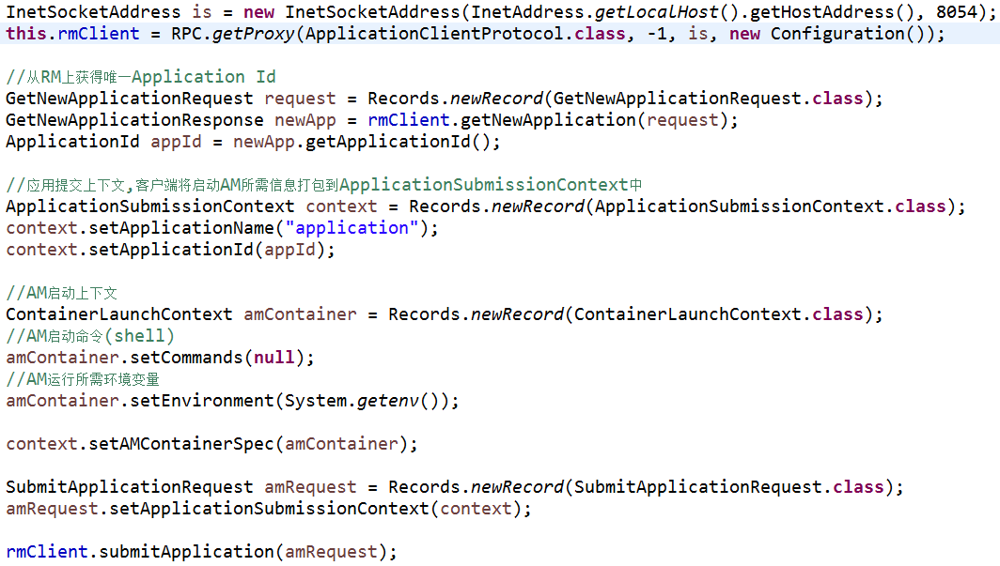 InetSocketAddress is = new InetSocketAddress(InetAddress.getLocalHost().getHostAddress(), 8054);
this.rmClient = RPC.getProxy(ApplicationClientProtocol.class, -1, is, new Configuration());
//从RM上获得唯一Application Id
GetNewApplicationRequest request = Records.newRecord(GetNewApplicationRequest.class);
GetNewApplicationResponse newApp = rmClient.getNewApplication(request);
ApplicationId appId = newApp.getApplicationId();
//应用提交上下文,客户端将启动AM所需信息打包到ApplicationSubmissionContext中
ApplicationSubmissionContext context = Records.newRecord(ApplicationSubmissionContext.class);
context.setApplicationName("application");
context.setApplicationId(appId);
//AM启动上下文
ContainerLaunchContext amContainer = Records.newRecord(ContainerLaunchContext.class);
//AM启动命令(shell)
amContainer.setCommands(null);
//AM运行所需环境变量
amContainer.setEnvironment(System.getenv());
context.setAMContainerSpec(amContainer);
SubmitApplicationRequest amRequest = Records.newRecord(SubmitApplicationRequest.class);
amRequest.setApplicationSubmissionContext(context);
rmClient.submitApplication(amRequest);